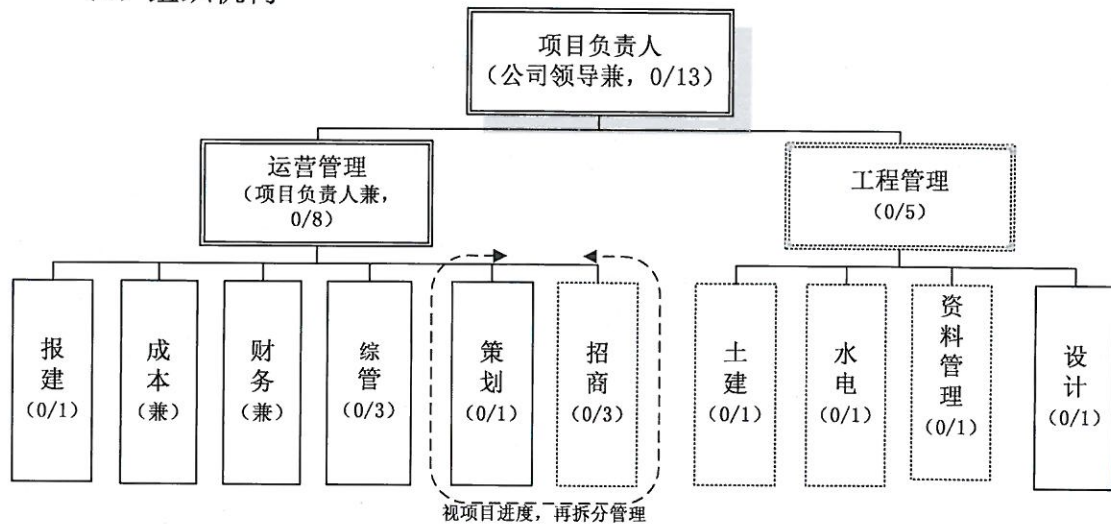 项目负责人
（公司领导兼，0/13）
运营管理
（项目负责人兼，
0/8）
工程管理
（0/5）
报建
（0/1）
成本
（兼）
财务
（兼）
综管
（0/3）
策划
（0/1）
招商
（0/3）
土建
（0/1）
水电
（0/1）
资料管理
（0/1）
设计
（0/1）
视项目进度，再拆分管理